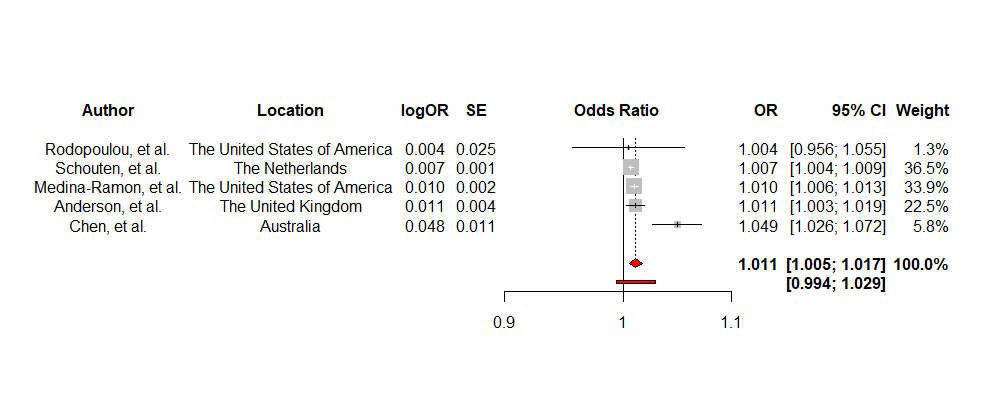 Author Location logOR SE Odds Ratio OR 95% CI Weight
Rodopoulou, et al. The United States of America 0.004 0.025 1.004 [0.956; 1.055] 1.3%
Schouten, et al. The Netherlands 0.007 0.001 1.007 [1.004; 1.009] 36.5%
Medina-Ramon, et al. The United States of America 0.010 0.002 1.010 [1.006; 1.013] 33.9%
Anderson, et al. The United Kingdom 0.011 0.004 1.011 [1.003; 1.019] 22.5%
Chen, et al. Australia 0.048 0.011 1.049 [1.026; 1.072] 5.8%
1.011 [1.005; 1.017] 100.0%
[0.994; 1.029]
0.9 1 1.1